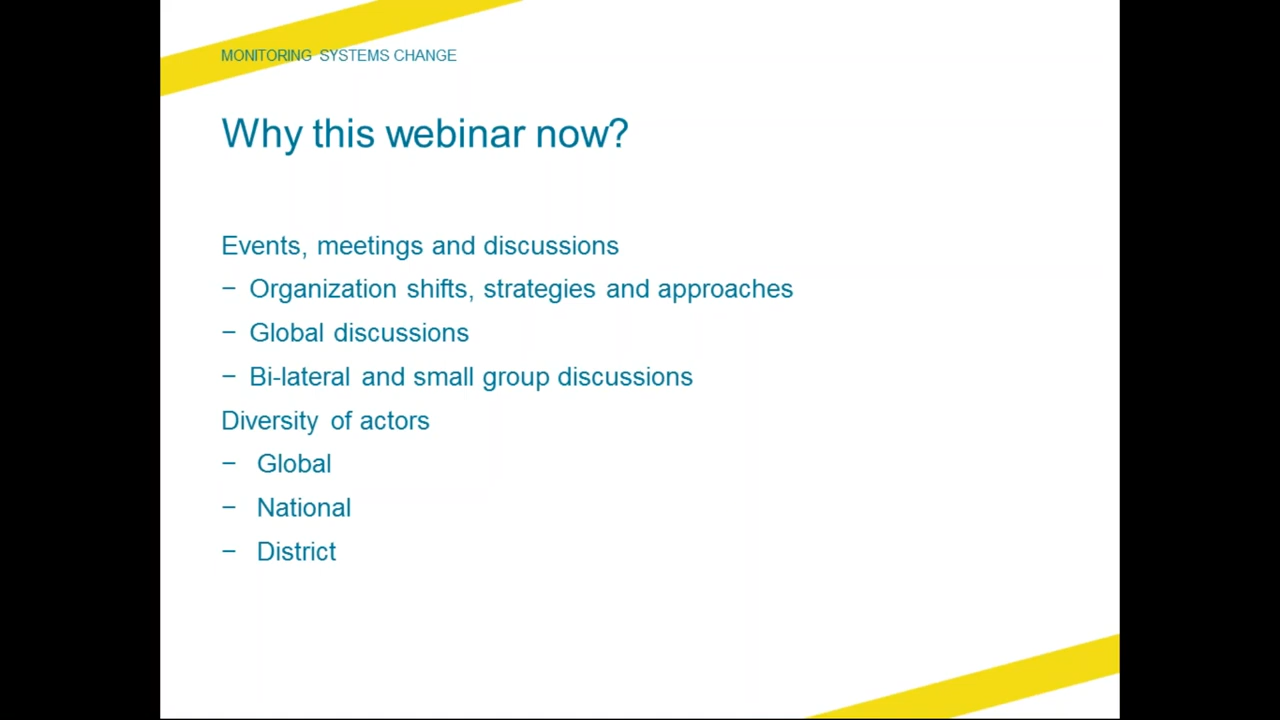 MONITORING SYSTEMS CHANGE
Why this webinar now?
Events, meetings and discussions
− Organization shifts, strategies and approaches
− Global discussions
− Bi-lateral and small group discussions
Diversity of actors
− Global
− National
− District